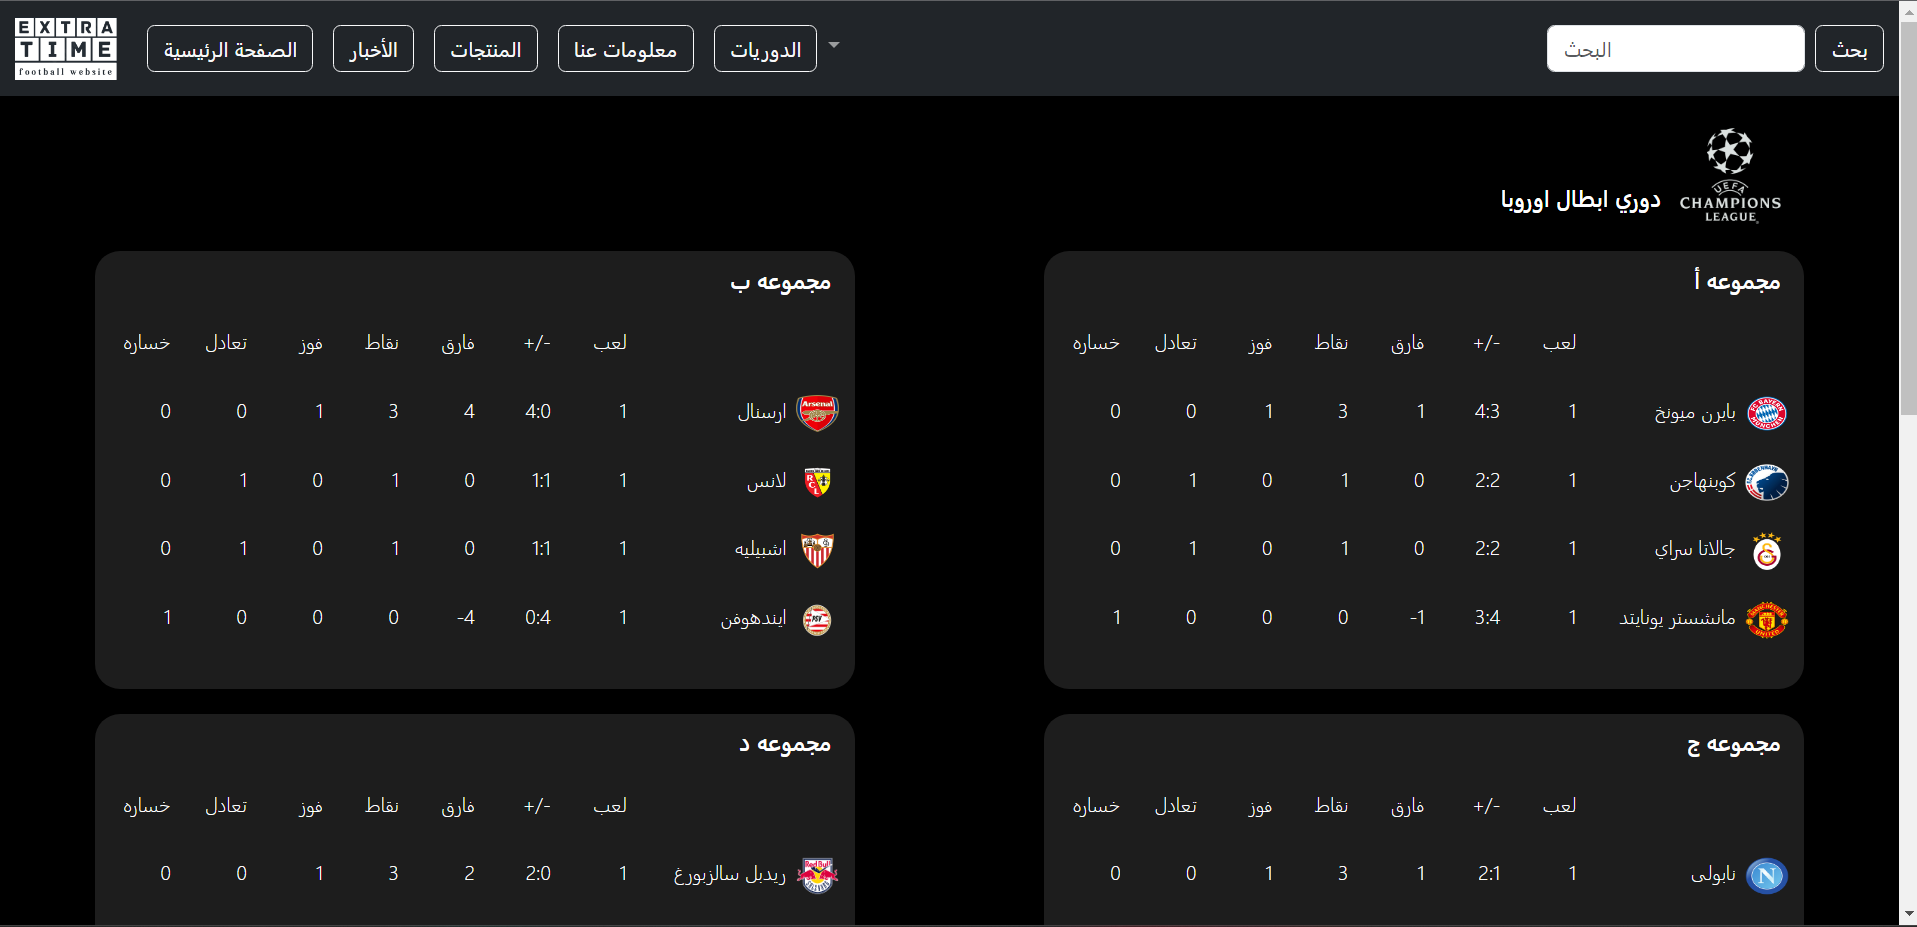 EXTRA
TIME
football website
الصفحة الرئيسية
الأخبار
المنتجات
معلومات عنا
الدوريات
البحث
بحث
UEFA
CHAMPIONS
LEAGUE
دوري ابطال اوروبا
مجموعه أ
لعب +/- فارق نقاط فوز تعادل خساره
بايرن ميونخ 1 4:3 1 3 1 0 0
كوبنهاجن 1 2:2 0 1 0 1 0
جالاتا سراي 1 2:2 0 1 0 1 0
مانشستر يونايتد 1 3:4 -1 0 0 0 1
مجموعه ب
لعب +/- فارق نقاط فوز تعادل خساره
Arsenal
ارسنال 1 4:0 4 3 1 0 0
RCL
لانس 1 1:1 0 1 0 1 0
اشبيليه 1 1:1 0 1 0 1 0
PSV
ايندهوفن 1 0:4 -4 0 0 0 1
مجموعه ج
لعب +/- فارق نقاط فوز تعادل خساره
N
نابولى 1 2:1 1 3 1 0 0
مجموعه د
لعب +/- فارق نقاط فوز تعادل خساره
Red Bull
ريدبل سالزبورغ 1 2:0 2 3 1 0 0